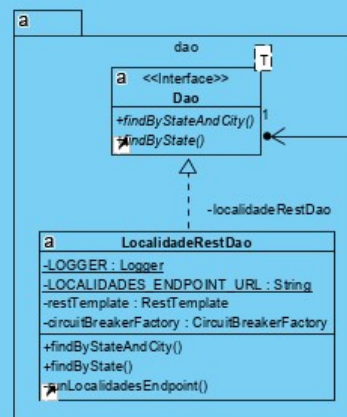 a
dao
T
a
<<Interface>>
Dao
+findByStateAndCity()
+findByState()
1
-localidadeRestDao
a
LocalidadeRestDao
-LOGGER : Logger
-LOCALIDADES_ENDPOINT_URL : String
-restTemplate : RestTemplate
-circuitBreakerFactory : CircuitBreakerFactory
+findByStateAndCity()
+findByState()
-runLocalidadesEndpoint()